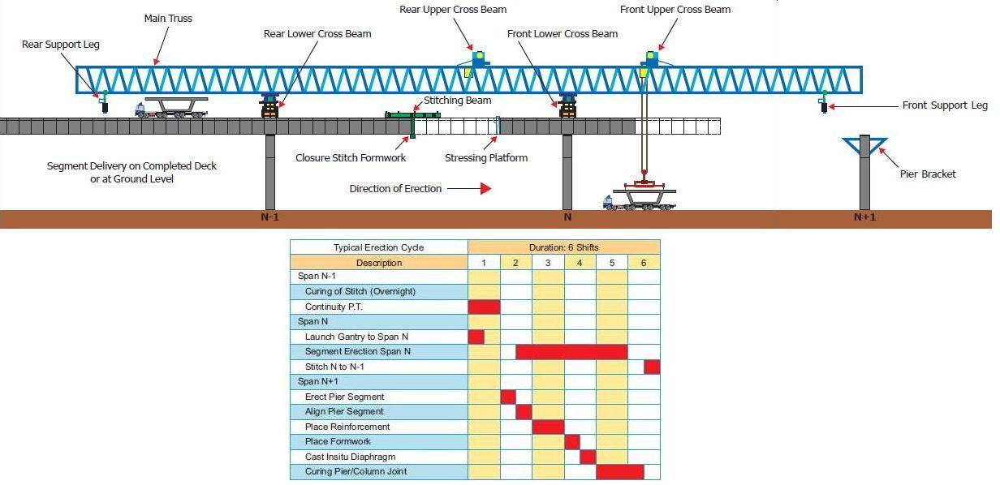 Rear Upper Cross Beam
Front Upper Cross Beam
Main Truss
Rear Lower Cross Beam
Front Lower Cross Beam
Rear Support Leg
Stitching Beam
Front Support Leg
Closure Stitch Formwork
Stressing Platform
Segment Delivery on Completed Deck
or at Ground Level
Pier Bracket
Direction of Erection
N-1
N
N+1
Typical Erection Cycle
Duration: 6 Shifts
Description
1 2 3 4 5 6
Span N-1
Curing of Stitch (Overnight)
Continuity P.T.
Span N
Launch Gantry to Span N
Segment Erection Span N
Stitch N to N-1
Span N+1
Erect Pier Segment
Align Pier Segment
Place Reinforcement
Place Formwork
Cast Insitu Diaphragm
Curing Pier/Column Joint